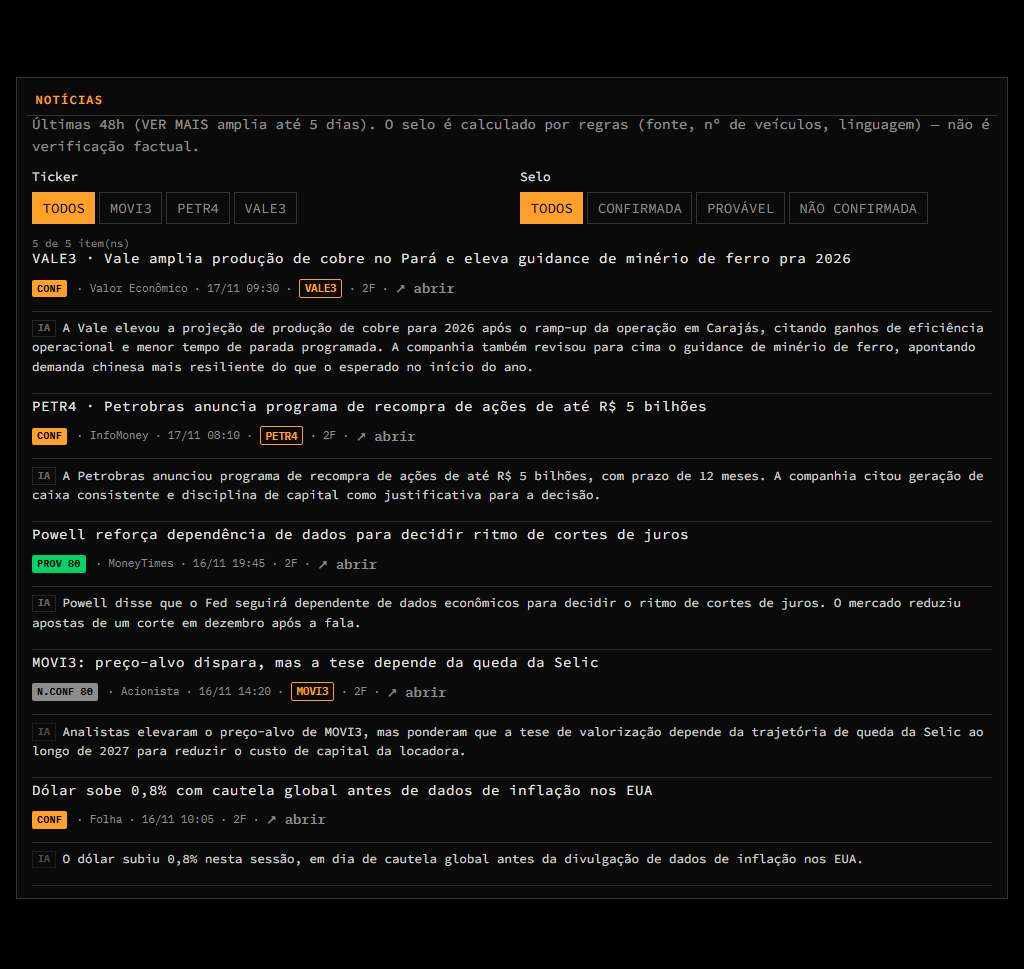 NOTÍCIAS
Últimas 48h (VER MAIS amplia até 5 dias). O selo é calculado por regras (fonte, nº de veículos, linguagem) — não é
verificação factual.
Ticker
TODOS MOVI3 PETR4 VALE3
Selo
TODOS CONFIRMADA PROVÁVEL NÃO CONFIRMADA
5 de 5 item(ns)
VALE3 · Vale amplia produção de cobre no Pará e eleva guidance de minério de ferro pra 2026
CONF · Valor Econômico · 17/11 09:30 · VALE3 · 2F · ↗ abrir
IA A Vale elevou a projeção de produção de cobre para 2026 após o ramp-up da operação em Carajás, citando ganhos de eficiência
operacional e menor tempo de parada programada. A companhia também revisou para cima o guidance de minério de ferro, apontando
demanda chinesa mais resiliente do que o esperado no início do ano.
PETR4 · Petrobras anuncia programa de recompra de ações de até R$ 5 bilhões
CONF · InfoMoney · 17/11 08:10 · PETR4 · 2F · ↗ abrir
IA A Petrobras anunciou programa de recompra de ações de até R$ 5 bilhões, com prazo de 12 meses. A companhia citou geração de
caixa consistente e disciplina de capital como justificativa para a decisão.
Powell reforça dependência de dados para decidir ritmo de cortes de juros
PROV 80 · MoneyTimes · 16/11 19:45 · 2F · ↗ abrir
IA Powell disse que o Fed seguirá dependente de dados econômicos para decidir o ritmo de cortes de juros. O mercado reduziu
apostas de um corte em dezembro após a fala.
MOVI3: preço-alvo dispara, mas a tese depende da queda da Selic
N.CONF 80 · Acionista · 16/11 14:20 · MOVI3 · 2F · ↗ abrir
IA Analistas elevaram o preço-alvo de MOVI3, mas ponderam que a tese de valorização depende da trajetória de queda da Selic ao
longo de 2027 para reduzir o custo de capital da locadora.
Dólar sobe 0,8% com cautela global antes de dados de inflação nos EUA
CONF · Folha · 16/11 10:05 · 2F · ↗ abrir
IA O dólar subiu 0,8% nesta sessão, em dia de cautela global antes da divulgação de dados de inflação nos EUA.